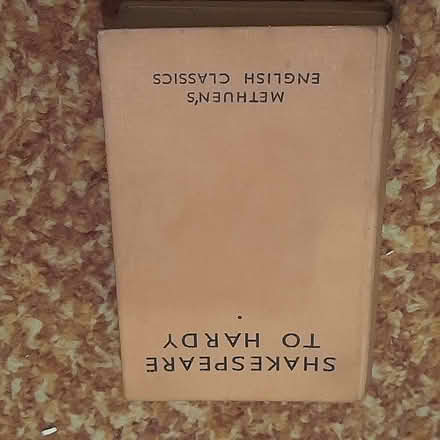 SHAKESPEARE
TO HARDY
METHUEN'S
ENGLISH CLASSICS